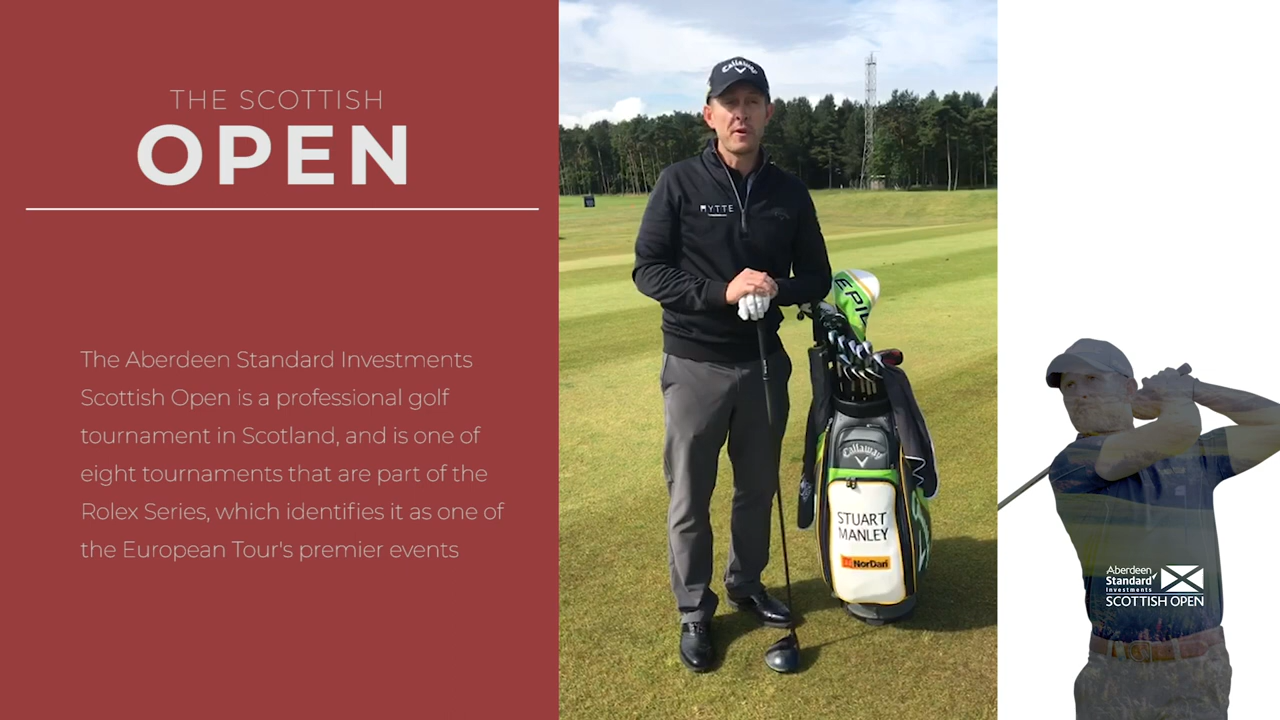 THE SCOTTISH
OPEN
The Aberdeen Standard Investments
Scottish Open is a professional golf
tournament in Scotland, and is one of
eight tournaments that are part of the
Rolex Series, which identifies it as one of
the European Tour's premier events
Callaway
HYTTE
EPIC
Callaway
STUART
MANLEY
NorDan
Aberdeen
Standard
Investments
SCOTTISH OPEN